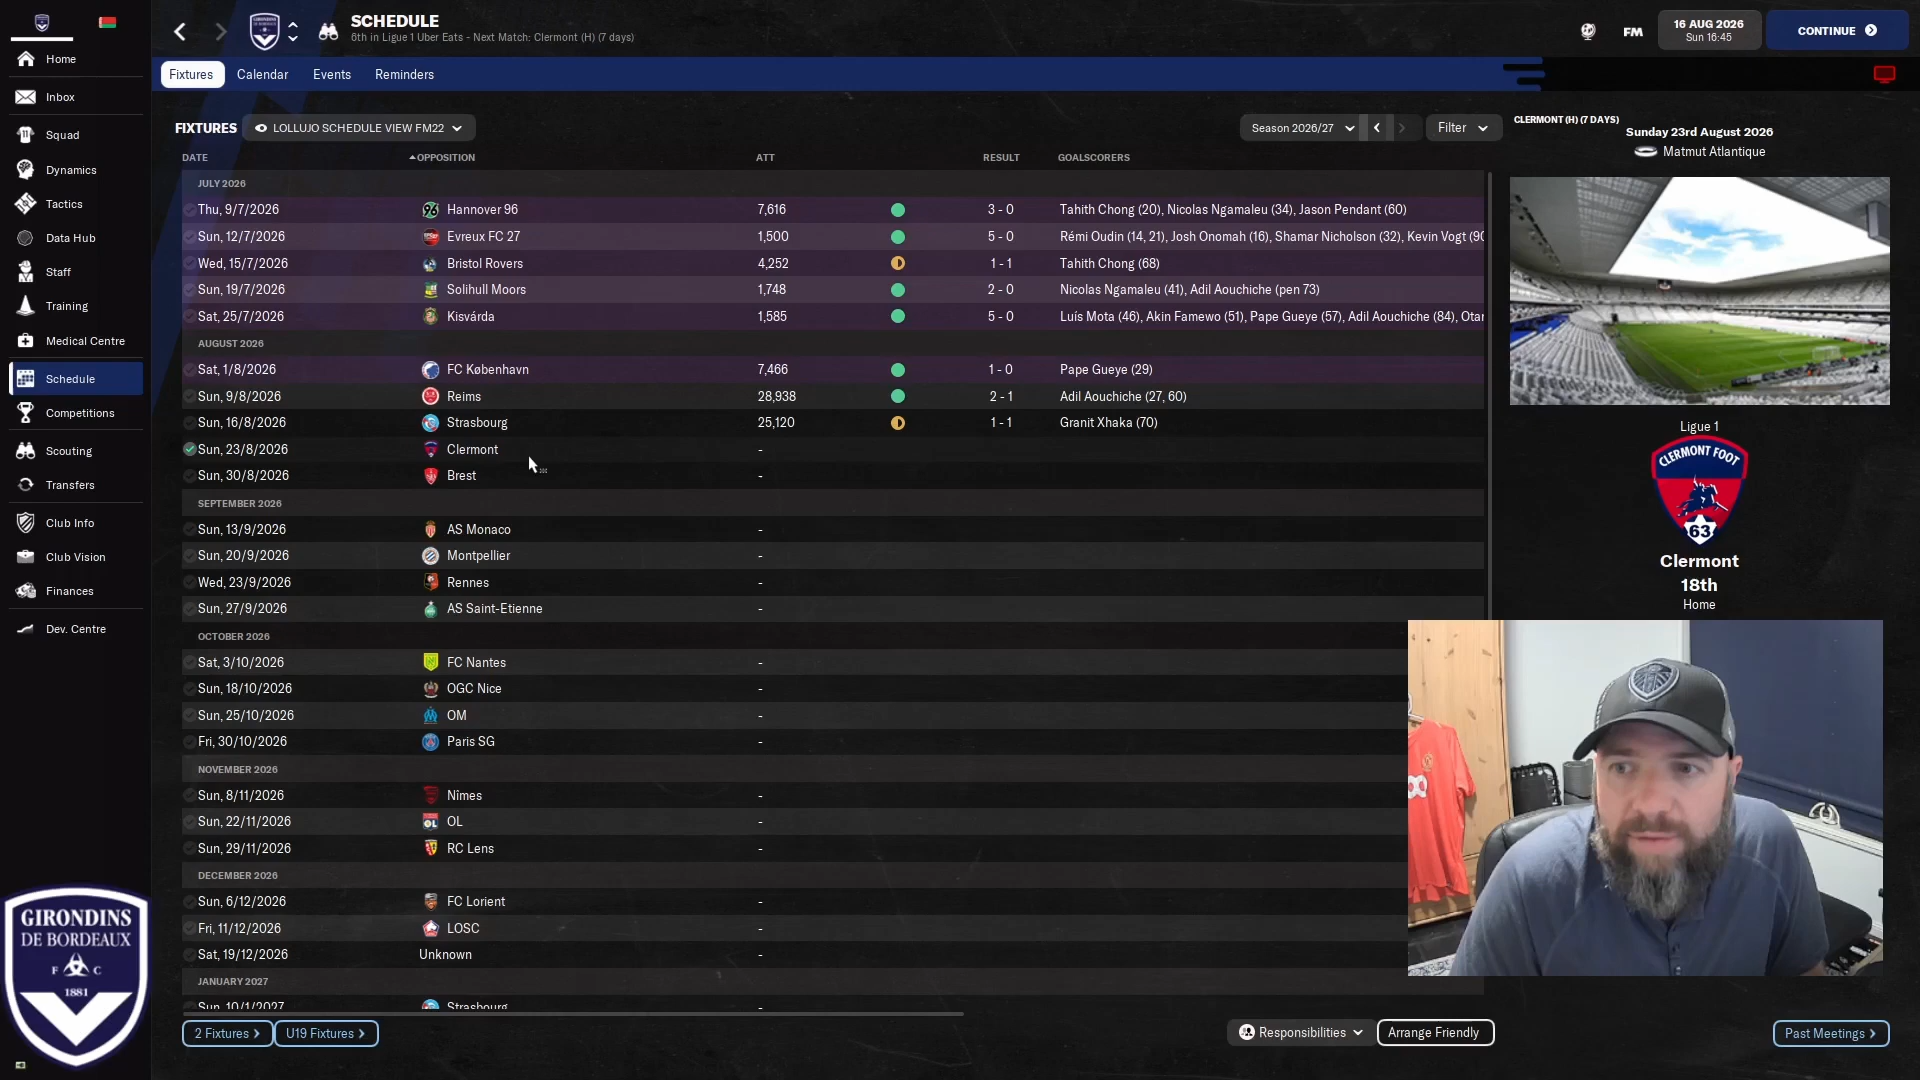 SCHEDULE
6th in Ligue 1 Uber Eats - Next Match: Clermont (H) (7 days)
FM
16 AUG 2026
Sun 16:45
CONTINUE
Fixtures
Calendar
Events
Reminders
Home
Inbox
Squad
Dynamics
Tactics
Data Hub
Staff
Training
Medical Centre
Schedule
Competitions
Scouting
Transfers
Club Info
Club Vision
Finances
Dev. Centre
GIRONDINS
DE BORDEAUX
F C
1881
FIXTURES
LOLLUJO SCHEDULE VIEW FM22
Season 2026/27
Filter
DATE OPPOSITION ATT RESULT GOALSCORERS
JULY 2026
Thu, 9/7/2026 Hannover 96 7,616 3 - 0 Tahith Chong (20), Nicolas Ngamaleu (34), Jason Pendant (60)
Sun, 12/7/2026 Evreux FC 27 1,500 5 - 0 Rémi Oudin (14, 21), Josh Onomah (16), Shamar Nicholson (32), Kevin Vogt (90
Wed, 15/7/2026 Bristol Rovers 4,252 1 - 1 Tahith Chong (68)
Sun, 19/7/2026 Solihull Moors 1,748 2 - 0 Nicolas Ngamaleu (41), Adil Aouchiche (pen 73)
Sat, 25/7/2026 Kisvárda 1,585 5 - 0 Luís Mota (46), Akin Famewo (51), Pape Gueye (57), Adil Aouchiche (84), Otar
AUGUST 2026
Sat, 1/8/2026 FC København 7,466 1 - 0 Pape Gueye (29)
Sun, 9/8/2026 Reims 28,938 2 - 1 Adil Aouchiche (27, 60)
Sun, 16/8/2026 Strasbourg 25,120 1 - 1 Granit Xhaka (70)
Sun, 23/8/2026 Clermont -
Sun, 30/8/2026 Brest -
SEPTEMBER 2026
Sun, 13/9/2026 AS Monaco -
Sun, 20/9/2026 Montpellier -
Wed, 23/9/2026 Rennes -
Sun, 27/9/2026 AS Saint-Etienne -
OCTOBER 2026
Sat, 3/10/2026 FC Nantes -
Sun, 18/10/2026 OGC Nice -
Sun, 25/10/2026 OM -
Fri, 30/10/2026 Paris SG -
NOVEMBER 2026
Sun, 8/11/2026 Nîmes -
Sun, 22/11/2026 OL -
Sun, 29/11/2026 RC Lens -
DECEMBER 2026
Sun, 6/12/2026 FC Lorient -
Fri, 11/12/2026 LOSC -
Sat, 19/12/2026 Unknown -
JANUARY 2027
Sun, 10/1/2027 Strasbourg -
2 Fixtures
U19 Fixtures
Responsibilities
Arrange Friendly
Past Meetings
CLERMONT (H) (7 DAYS)
Sunday 23rd August 2026
Matmut Atlantique
Ligue 1
CLERMONT FOOT
63
Clermont
18th
Home